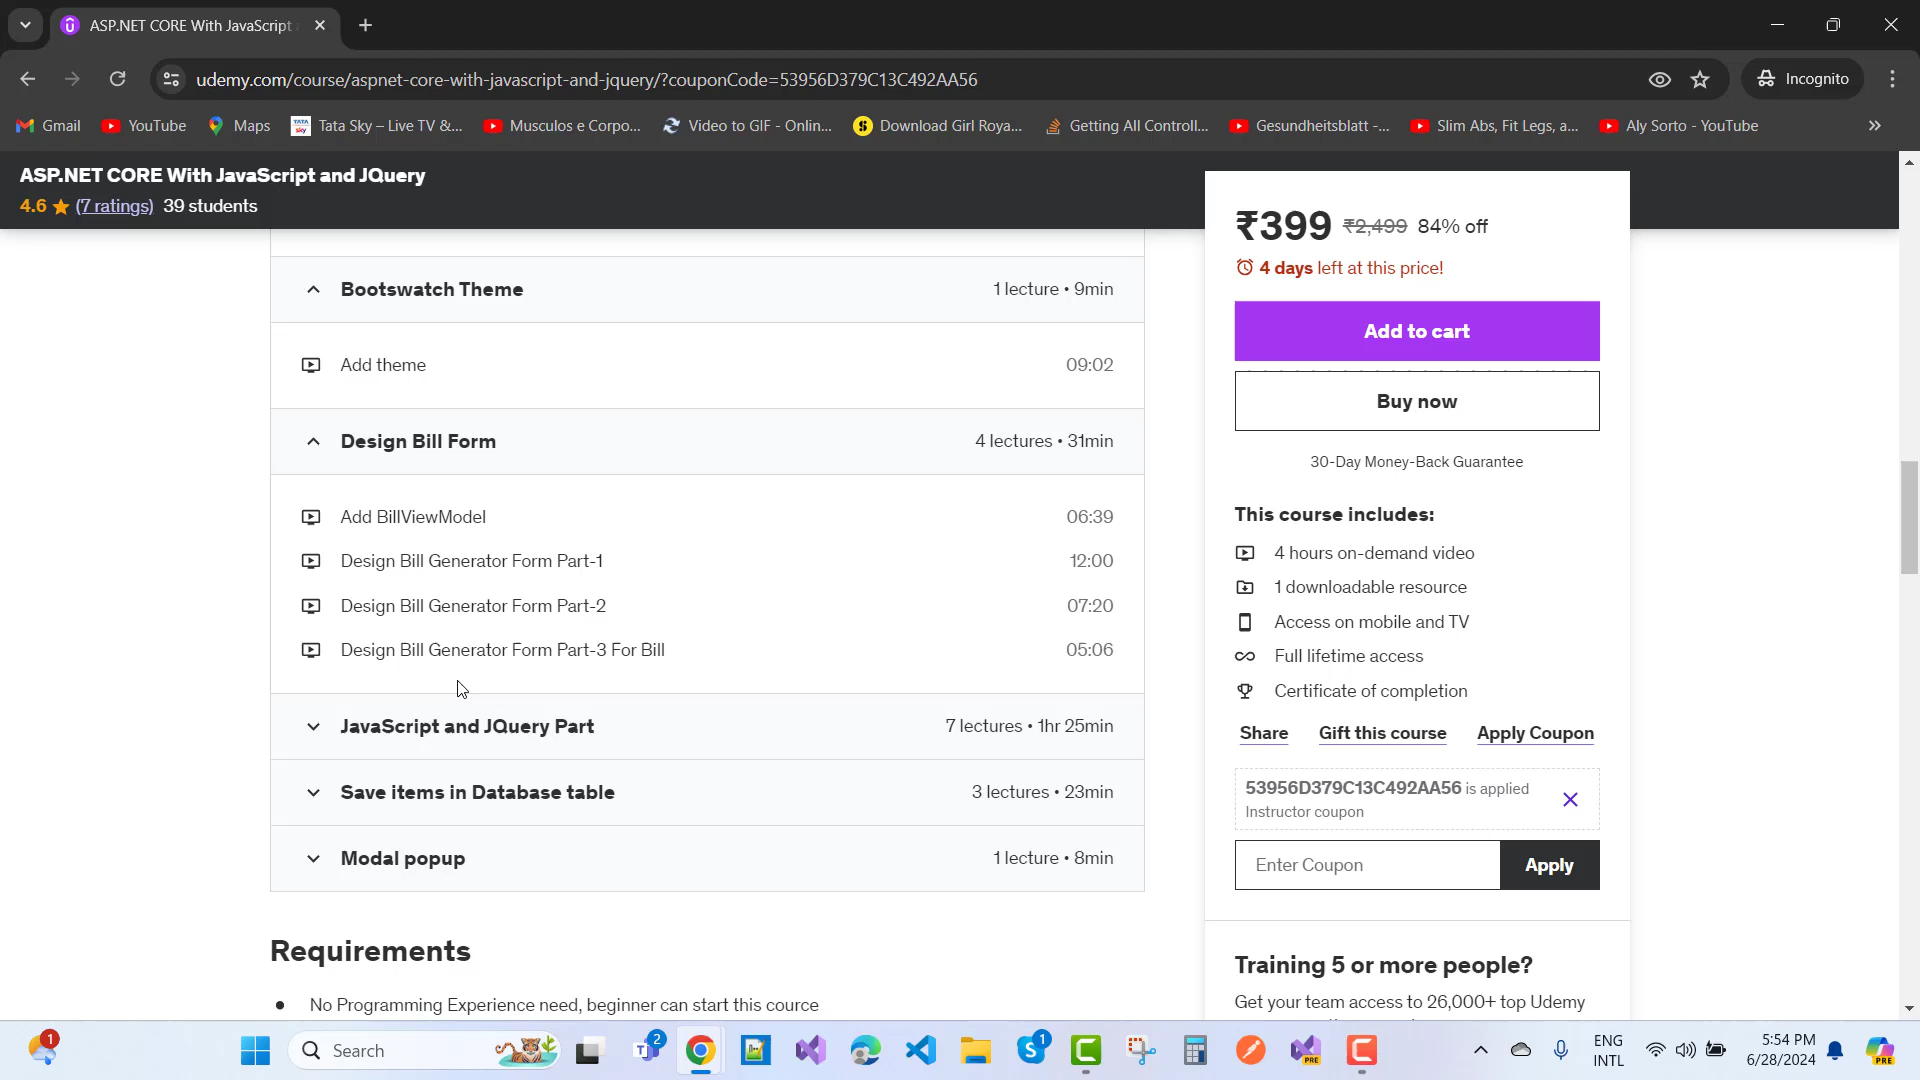 ASP.NET CORE With JavaScript
udemy.com/course/aspnet-core-with-javascript-and-jquery/?couponCode=53956D379C13C492AA56
Incognito
Gmail
YouTube
Maps
Tata Sky – Live TV &...
Musculos e Corpo...
Video to GIF - Onlin...
Download Girl Roya...
Getting All Controll...
Gesundheitsblatt -...
Slim Abs, Fit Legs, a...
Aly Sorto - YouTube
ASP.NET CORE With JavaScript and JQuery
4.6 (7 ratings) 39 students
Bootswatch Theme 1 lecture • 9min
Add theme 09:02
Design Bill Form 4 lectures • 31min
Add BillViewModel 06:39
Design Bill Generator Form Part-1 12:00
Design Bill Generator Form Part-2 07:20
Design Bill Generator Form Part-3 For Bill 05:06
JavaScript and JQuery Part 7 lectures • 1hr 25min
Save items in Database table 3 lectures • 23min
Modal popup 1 lecture • 8min
Requirements
No Programming Experience need, beginner can start this cource
₹399 ₹2,499 84% off
4 days left at this price!
Add to cart
Buy now
30-Day Money-Back Guarantee
This course includes:
4 hours on-demand video
1 downloadable resource
Access on mobile and TV
Full lifetime access
Certificate of completion
Share Gift this course Apply Coupon
53956D379C13C492AA56 is applied
Instructor coupon
Enter Coupon Apply
Training 5 or more people?
Get your team access to 26,000+ top Udemy
1
Search
2
1
PRE
ENG
INTL
5:54 PM
6/28/2024
PRE